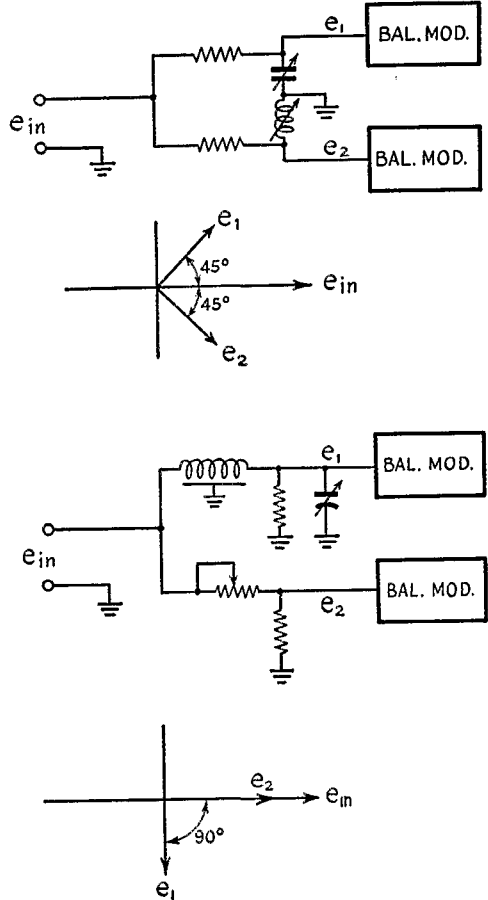 e1
BAL. MOD.
ein
e2
BAL. MOD.
e1
45°
ein
45°
e2
e1
BAL. MOD.
ein
e2
BAL. MOD.
e2
ein
90°
e1